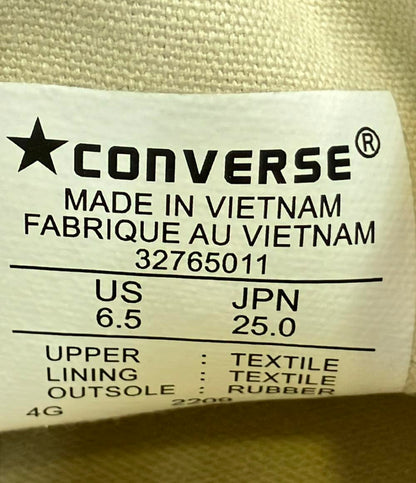 ★CONVERSE®
MADE IN VIETNAM
FABRIQUE AU VIETNAM
32765011
US JPN
6.5 25.0
UPPER : TEXTILE
LINING : TEXTILE
OUTSOLE : RUBBER
4G 2209